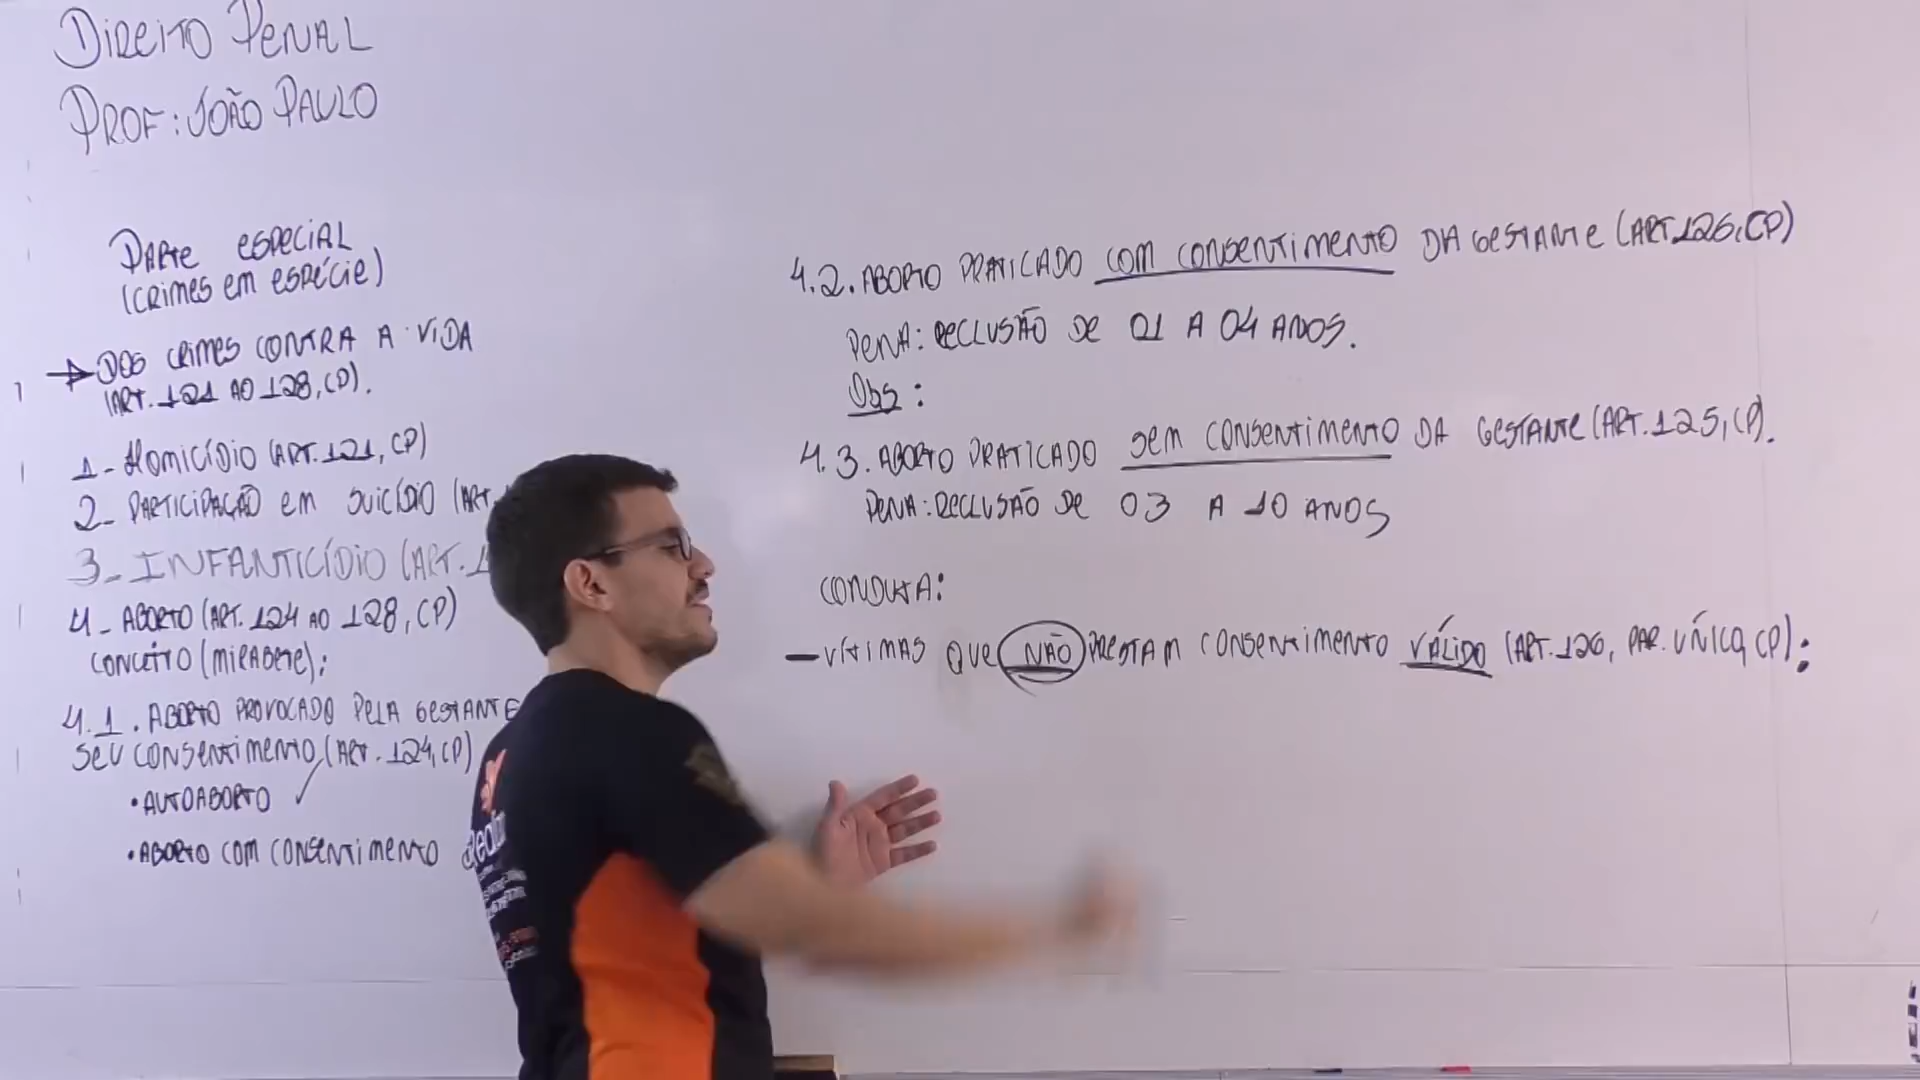 DIREITO PENAL
PROF: JOÃO PAULO
PARTE ESPECIAL
(CRIMES EM ESPÉCIE)
→ DOS CRIMES CONTRA A VIDA
(ART. 121 AO 128, CP).
1- HOMICÍDIO (ART. 121, CP)
2- PARTICIPAÇÃO EM SUICÍDIO (ART.
3- INFANTICÍDIO (ART. 1
4- ABORTO (ART. 124 AO 128, CP)
CONCEITO (MIRABETE):
4.1. ABORTO PROVOCADO PELA GESTANTE
SEU CONSENTIMENTO (ART. 124, CP)
• AUTOABORTO
• ABORTO COM CONSENTIMENTO
4.2. ABORTO PRATICADO COM CONSENTIMENTO DA GESTANTE (ART. 126, CP)
PENA: RECLUSÃO DE 01 A 04 ANOS.
Obs:
4.3. ABORTO PRATICADO SEM CONSENTIMENTO DA GESTANTE (ART. 125, CP).
PENA: RECLUSÃO DE 03 A 10 ANOS
CONDUTA:
- VÍTIMAS QUE NÃO PRESTAM CONSENTIMENTO VÁLIDO (ART. 126, PAR. ÚNICO, CP):